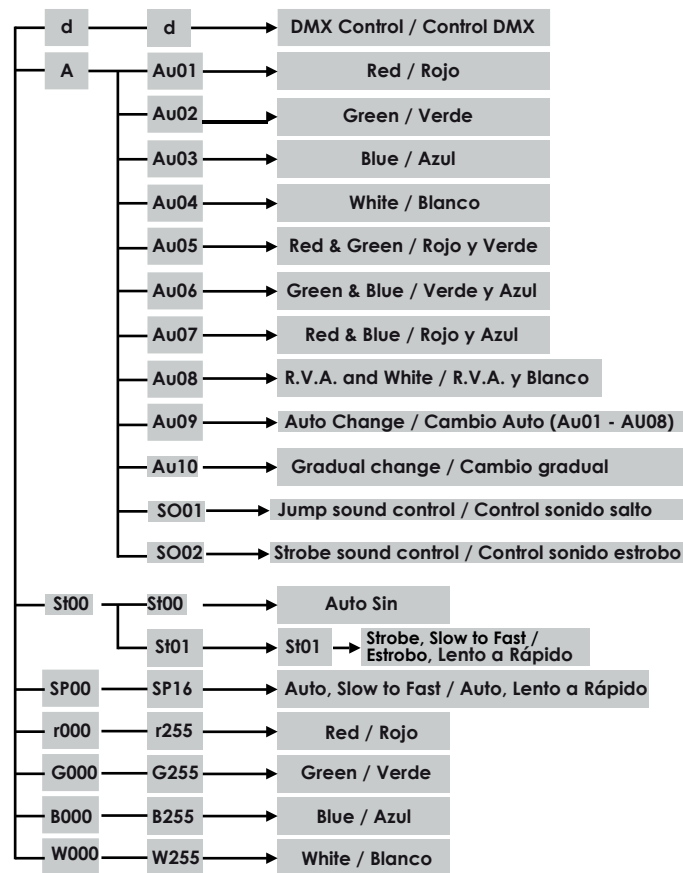 d d DMX Control / Control DMX
A Au01 Red / Rojo
Au02 Green / Verde
Au03 Blue / Azul
Au04 White / Blanco
Au05 Red & Green / Rojo y Verde
Au06 Green & Blue / Verde y Azul
Au07 Red & Blue / Rojo y Azul
Au08 R.V.A. and White / R.V.A. y Blanco
Au09 Auto Change / Cambio Auto (Au01 - AU08)
Au10 Gradual change / Cambio gradual
SO01 Jump sound control / Control sonido salto
SO02 Strobe sound control / Control sonido estrobo
St00 St00 Auto Sin
St01 St01 Strobe, Slow to Fast /
Estrobo, Lento a Rápido
SP00 SP16 Auto, Slow to Fast / Auto, Lento a Rápido
r000 r255 Red / Rojo
G000 G255 Green / Verde
B000 B255 Blue / Azul
W000 W255 White / Blanco